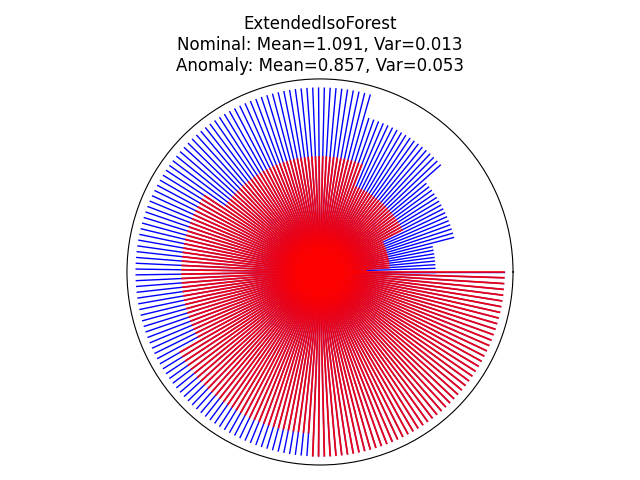 ExtendedIsoForest
Nominal: Mean=1.091, Var=0.013
Anomaly: Mean=0.857, Var=0.053